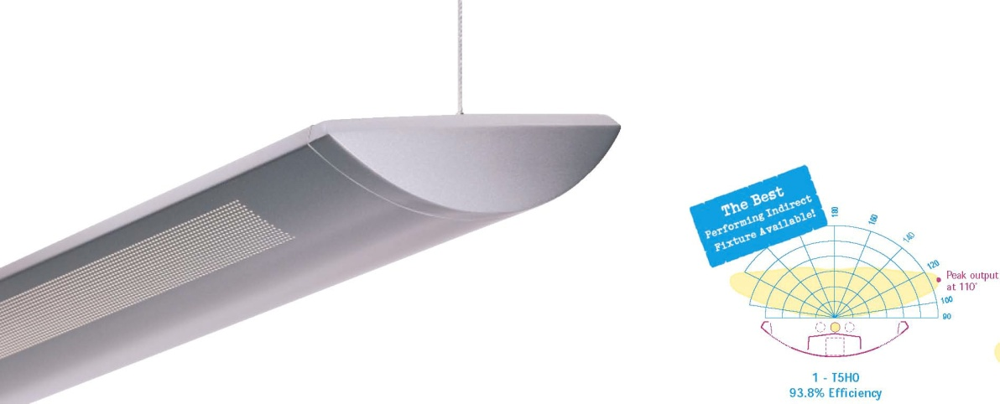 The Best
Performing Indirect
Fixture Available!
180
160
140
120
Peak output
at 110°
100
90
1 - T5HO
93.8% Efficiency